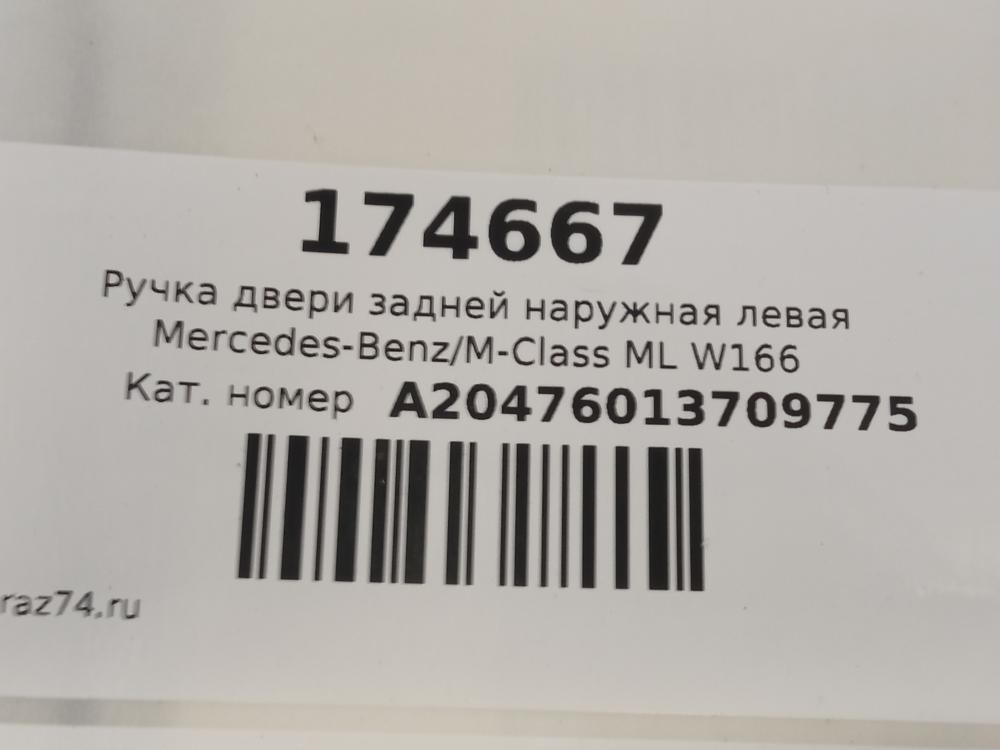 174667
Ручка двери задней наружная левая
Mercedes-Benz/M-Class ML W166
Кат. номер A20476013709775
raz74.ru